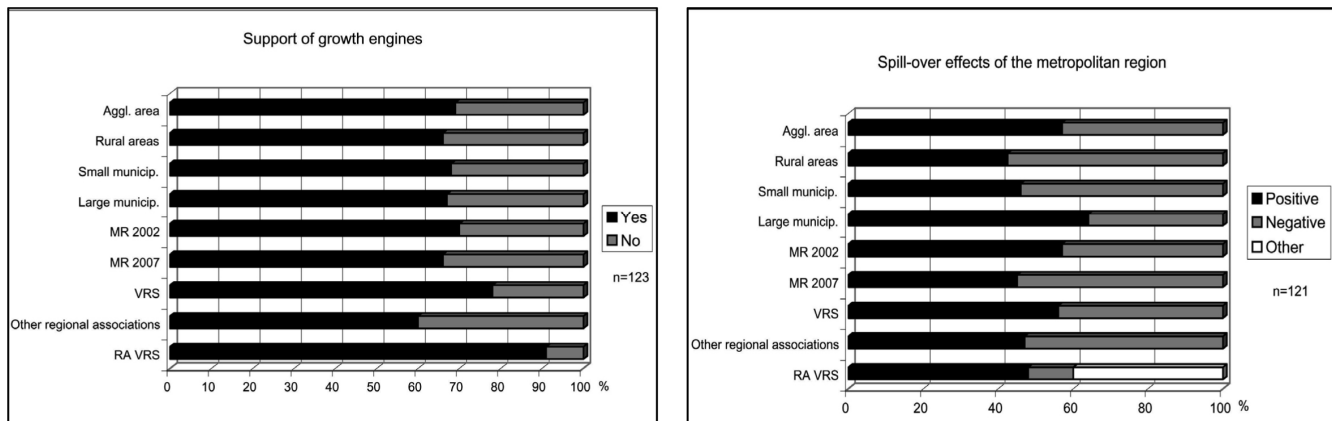 Support of growth engines
Aggl. area
Rural areas
Small municip.
Large municip.
MR 2002
MR 2007
VRS
Other regional associations
RA VRS
0 10 20 30 40 50 60 70 80 90 100 %
Yes
No
n=123
Spill-over effects of the metropolitan region
Aggl. area
Rural areas
Small municip.
Large municip.
MR 2002
MR 2007
VRS
Other regional associations
RA VRS
0 20 40 60 80 100 %
Positive
Negative
Other
n=121